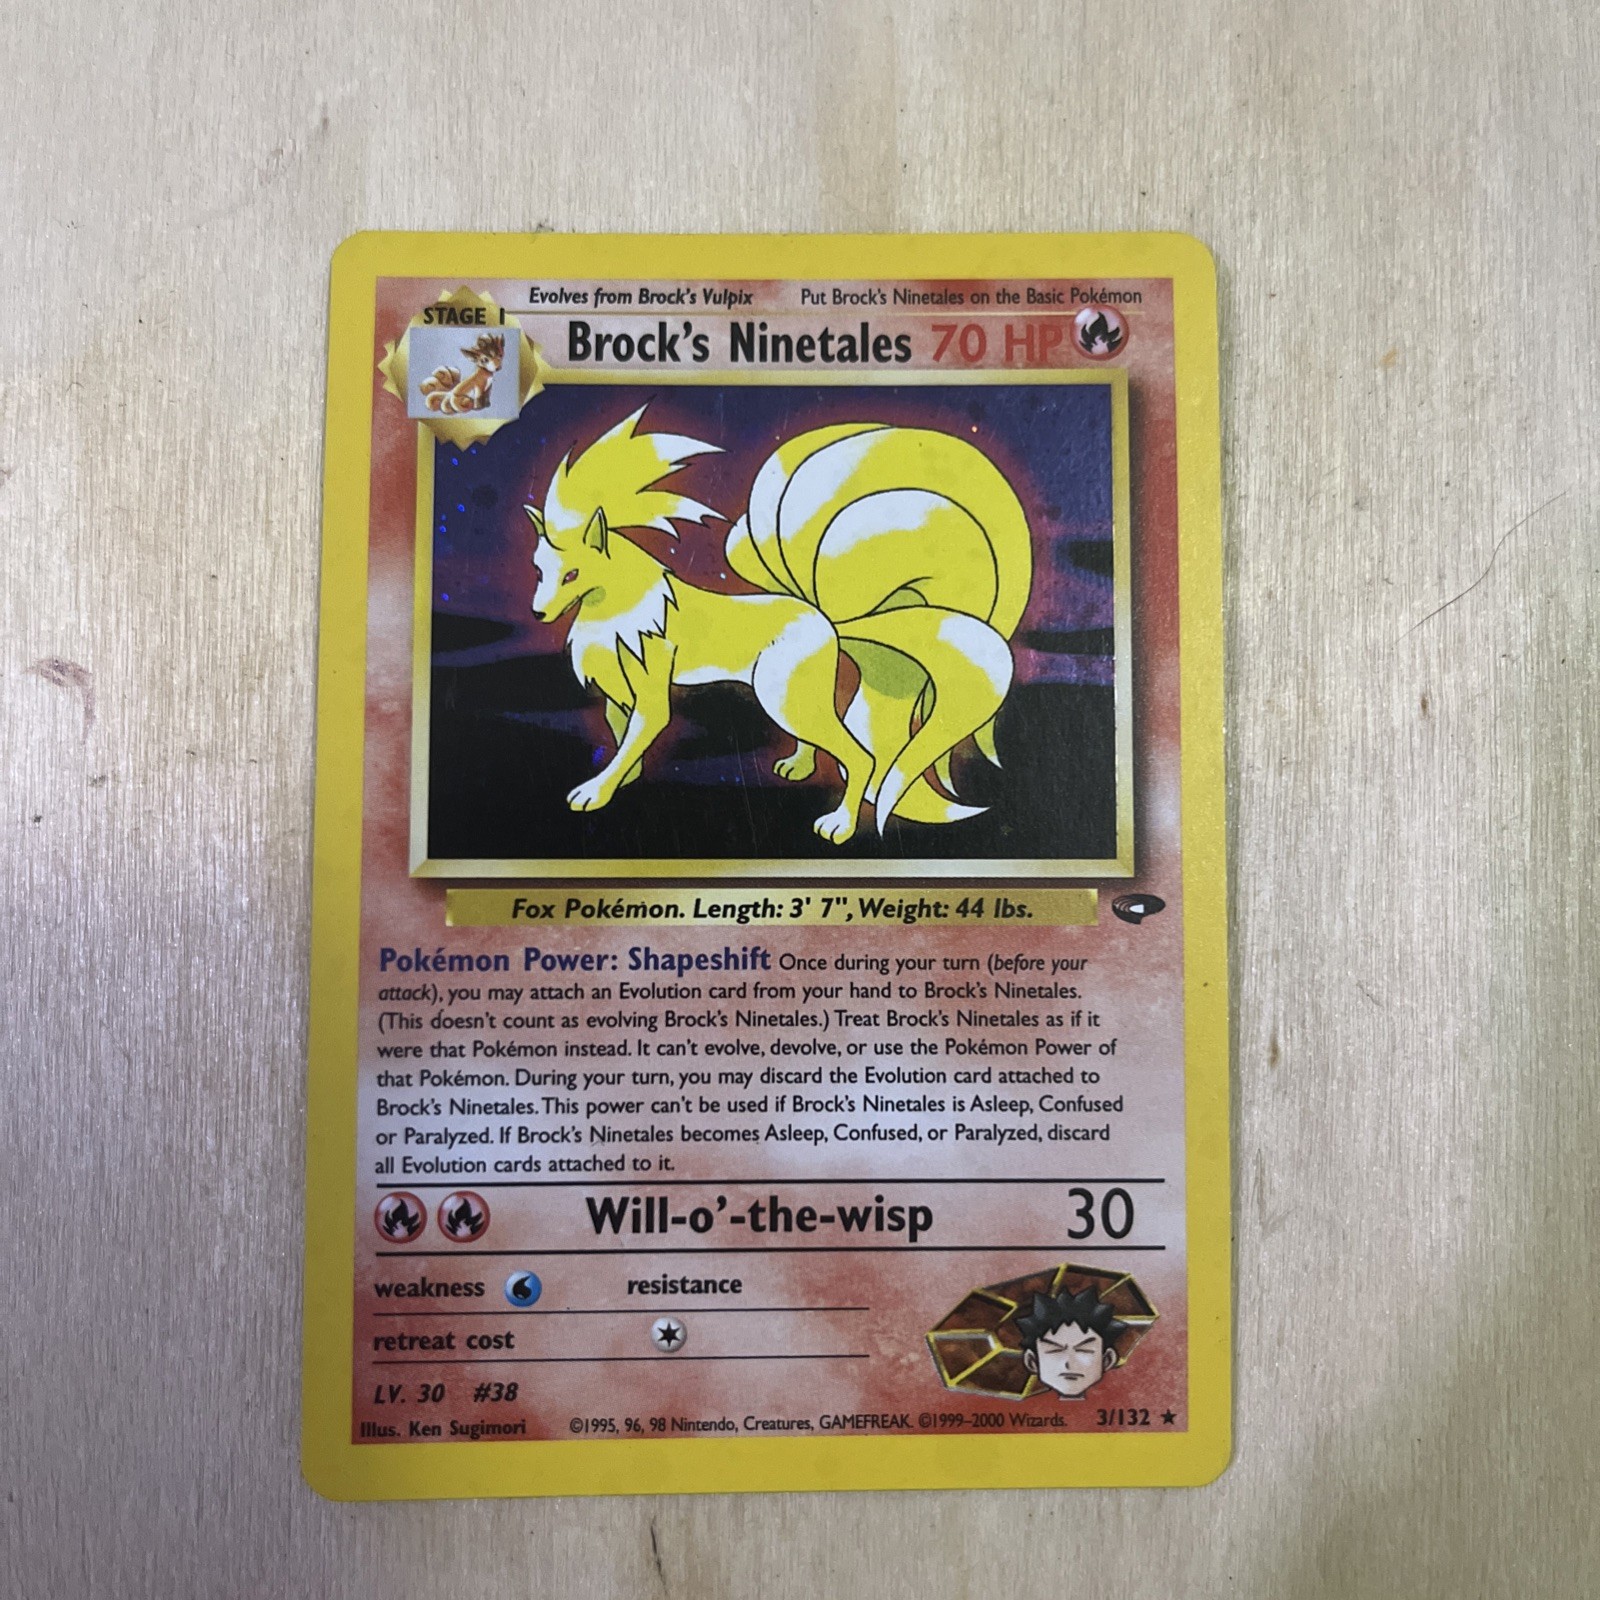 Evolves from Brock's Vulpix Put Brock's Ninetales on the Basic Pokémon
STAGE 1
Brock's Ninetales 70 HP
Fox Pokémon. Length: 3' 7", Weight: 44 lbs.
Pokémon Power: Shapeshift Once during your turn (before your
attack), you may attach an Evolution card from your hand to Brock's Ninetales.
(This doesn't count as evolving Brock's Ninetales.) Treat Brock's Ninetales as if it
were that Pokémon instead. It can't evolve, devolve, or use the Pokémon Power of
that Pokémon. During your turn, you may discard the Evolution card attached to
Brock's Ninetales. This power can't be used if Brock's Ninetales is Asleep, Confused
or Paralyzed. If Brock's Ninetales becomes Asleep, Confused, or Paralyzed, discard
all Evolution cards attached to it.
Will-o'-the-wisp 30
weakness resistance
retreat cost
LV. 30 #38
Illus. Ken Sugimori ©1995, 96, 98 Nintendo, Creatures, GAMEFREAK. ©1999-2000 Wizards. 3/132 ★